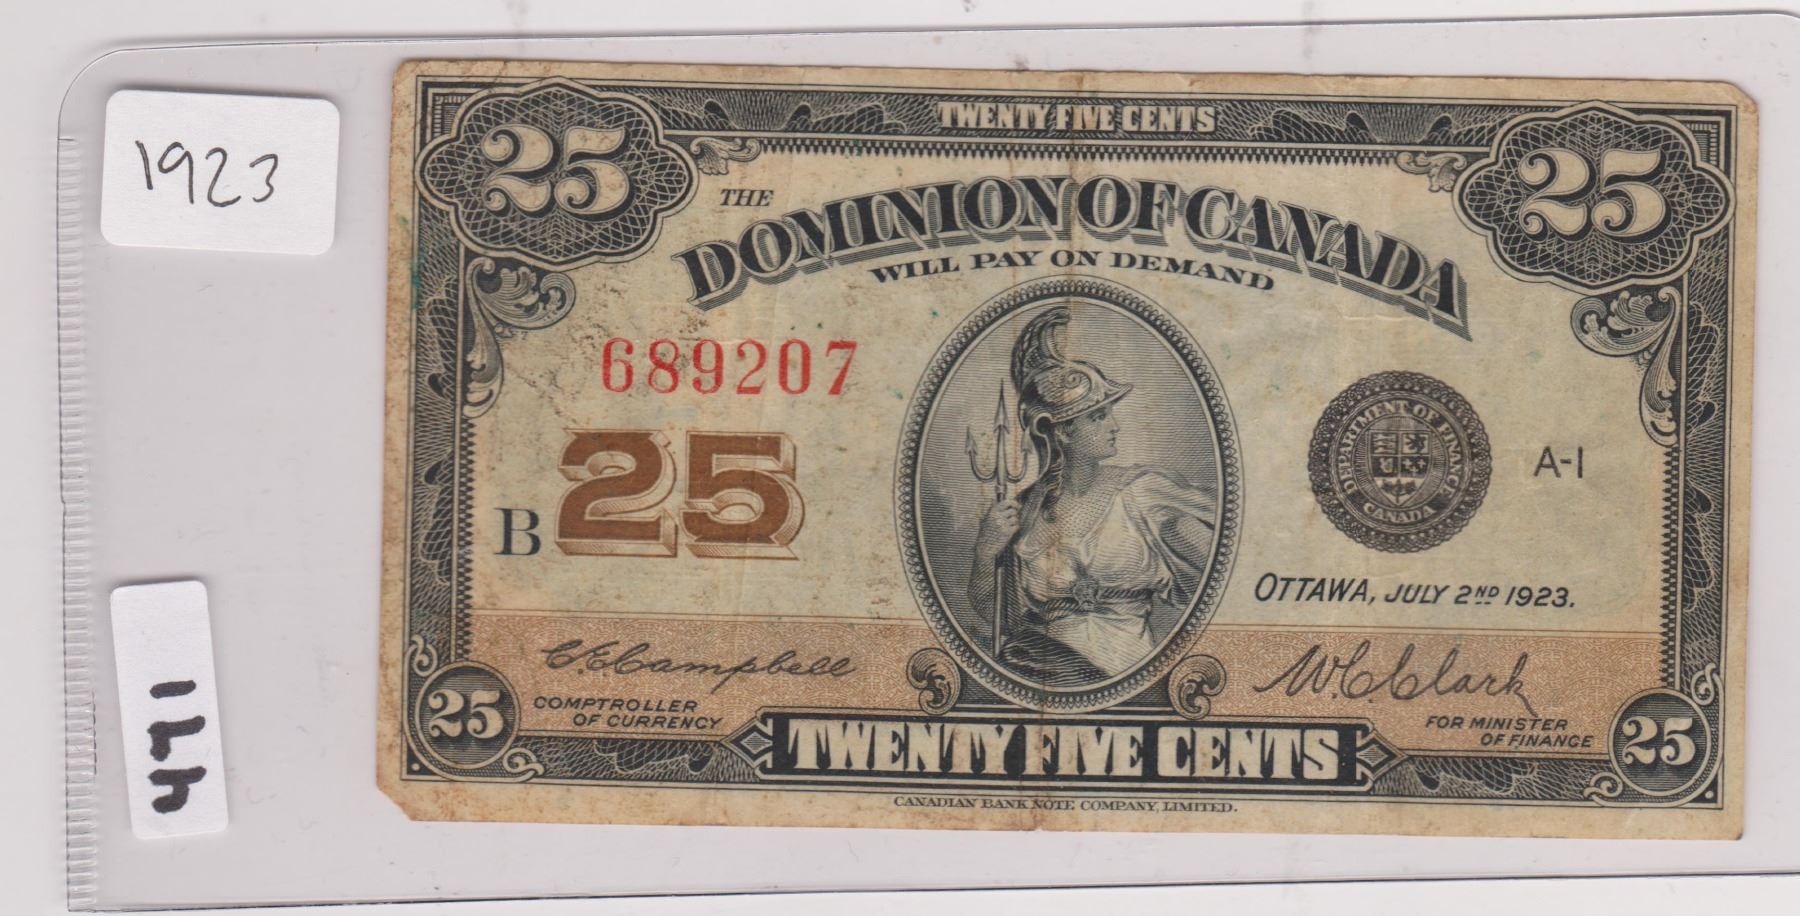 1923
471
TWENTY FIVE CENTS
25
25
THE
DOMINION OF CANADA
WILL PAY ON DEMAND
689207
B 25
DEPARTMENT OF FINANCE
CANADA
A-1
OTTAWA, JULY 2ND 1923.
C.E. Campbell
W.C. Clark
COMPTROLLER
OF CURRENCY
FOR MINISTER
OF FINANCE
25
TWENTY FIVE CENTS
25
CANADIAN BANK NOTE COMPANY, LIMITED.